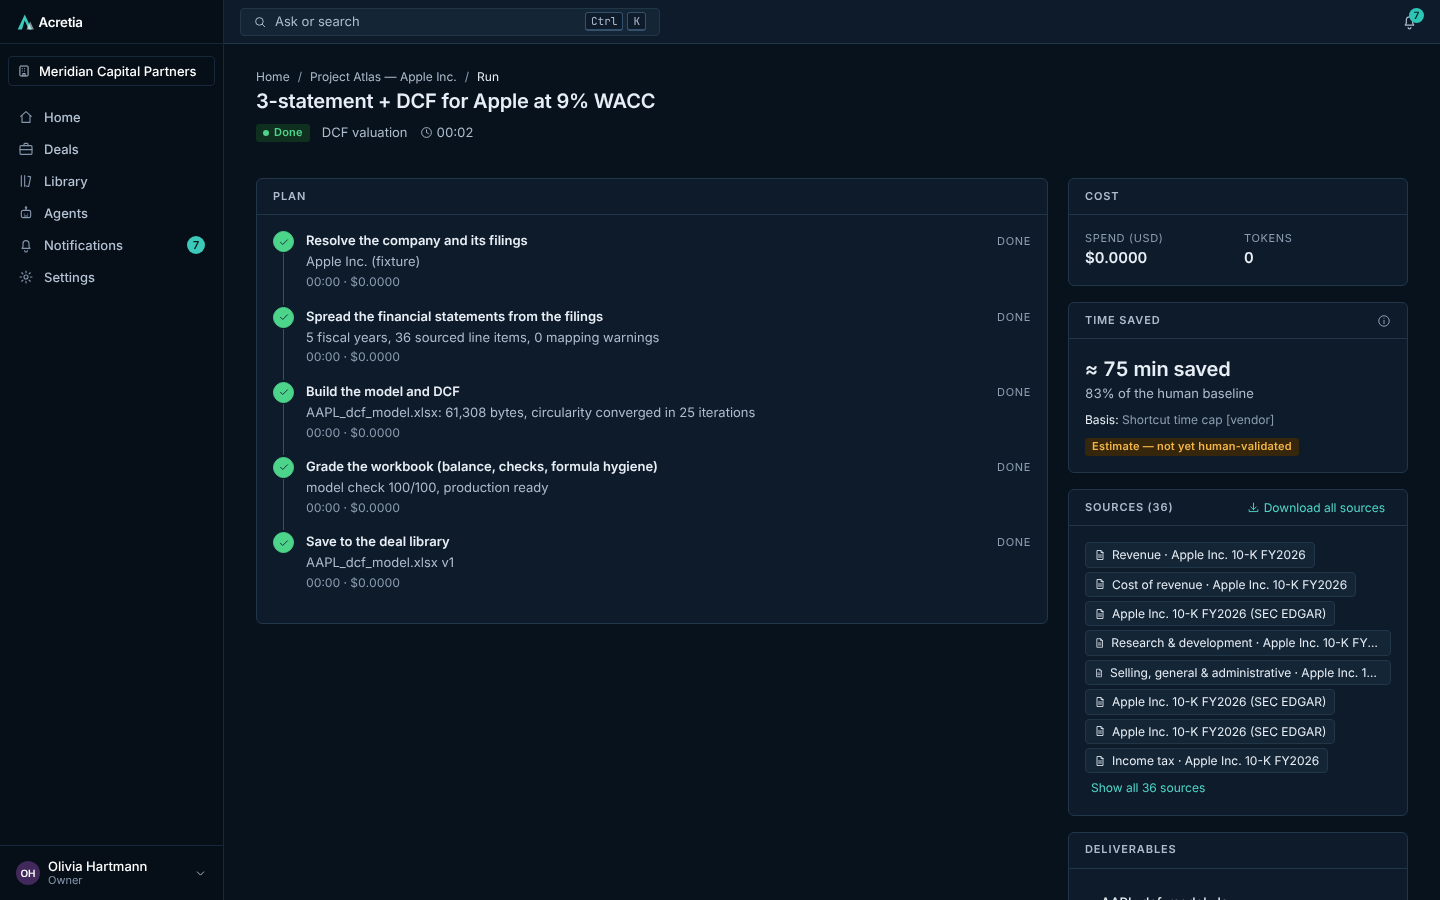 Acretia
Ask or search
Ctrl K
7
Meridian Capital Partners
Home
Deals
Library
Agents
Notifications 7
Settings
Home / Project Atlas — Apple Inc. / Run
3-statement + DCF for Apple at 9% WACC
Done DCF valuation 00:02
PLAN
Resolve the company and its filings DONE
Apple Inc. (fixture)
00:00 · $0.0000
Spread the financial statements from the filings DONE
5 fiscal years, 36 sourced line items, 0 mapping warnings
00:00 · $0.0000
Build the model and DCF DONE
AAPL_dcf_model.xlsx: 61,308 bytes, circularity converged in 25 iterations
00:00 · $0.0000
Grade the workbook (balance, checks, formula hygiene) DONE
model check 100/100, production ready
00:00 · $0.0000
Save to the deal library DONE
AAPL_dcf_model.xlsx v1
00:00 · $0.0000
COST
SPEND (USD) TOKENS
$0.0000 0
TIME SAVED
≈ 75 min saved
83% of the human baseline
Basis: Shortcut time cap [vendor]
Estimate — not yet human-validated
SOURCES (36) Download all sources
Revenue · Apple Inc. 10-K FY2026
Cost of revenue · Apple Inc. 10-K FY2026
Apple Inc. 10-K FY2026 (SEC EDGAR)
Research & development · Apple Inc. 10-K FY...
Selling, general & administrative · Apple Inc. 1...
Apple Inc. 10-K FY2026 (SEC EDGAR)
Apple Inc. 10-K FY2026 (SEC EDGAR)
Income tax · Apple Inc. 10-K FY2026
Show all 36 sources
DELIVERABLES
OH Olivia Hartmann
Owner